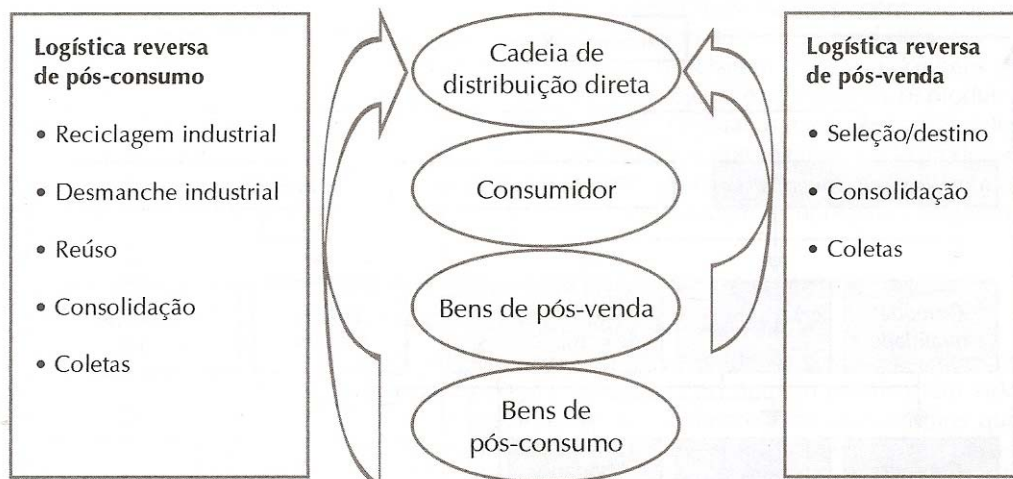 Logística reversa
de pós-consumo
• Reciclagem industrial
• Desmanche industrial
• Reúso
• Consolidação
• Coletas
Cadeia de
distribuição direta
Consumidor
Bens de pós-venda
Bens de
pós-consumo
Logística reversa
de pós-venda
• Seleção/destino
• Consolidação
• Coletas